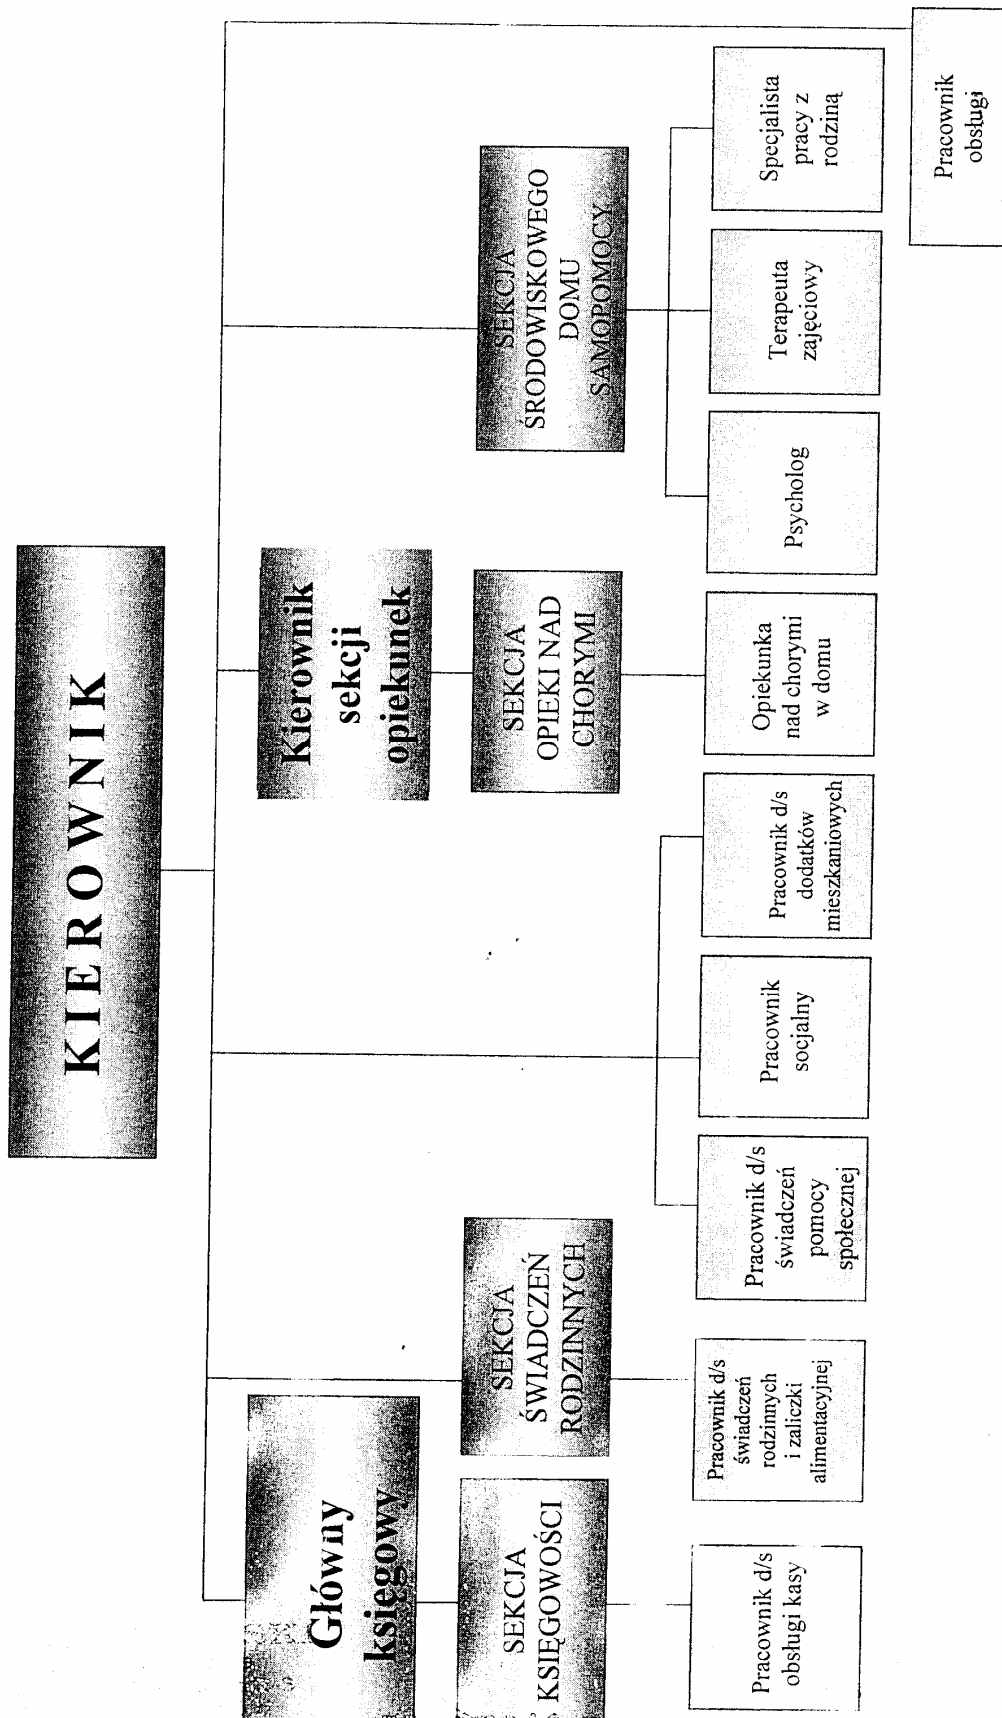 KIEROWNIK
Główny
księgowy
Kierownik
sekcji
opiekunek
SEKCJA
KSIĘGOWOŚCI
SEKCJA
ŚWIADCZEŃ
RODZINNYCH
SEKCJA
OPIEKI NAD
CHORYMI
SEKCJA
ŚRODOWISKOWEGO
DOMU
SAMOPOMOCY
Pracownik d/s
obsługi kasy
Pracownik d/s
świadczeń
rodzinnych
i zaliczki
alimentacyjnej
Pracownik d/s
świadczeń
pomocy
społecznej
Pracownik
socjalny
Pracownik d/s
dodatków
mieszkaniowych
Opiekunka
nad chorymi
w domu
Psycholog
Terapeuta
zajęciowy
Specjalista
pracy z
rodziną
Pracownik
obsługi